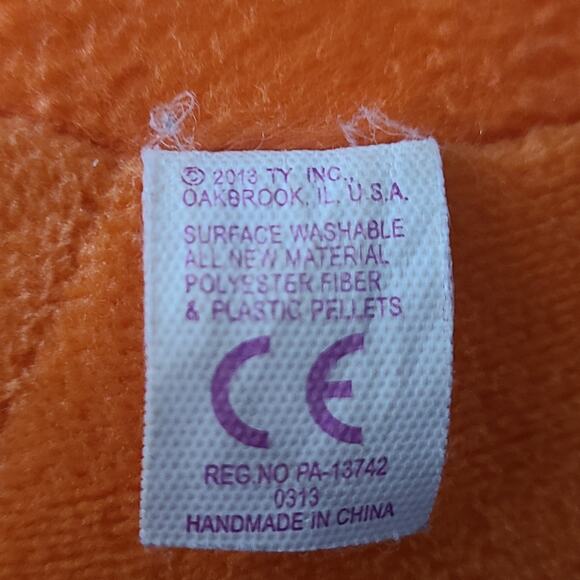 © 2013 TY INC.,
OAKBROOK, IL, U.S.A.
SURFACE WASHABLE
ALL NEW MATERIAL
POLYESTER FIBER
& PLASTIC PELLETS
CE
REG.NO PA-13742
0313
HANDMADE IN CHINA